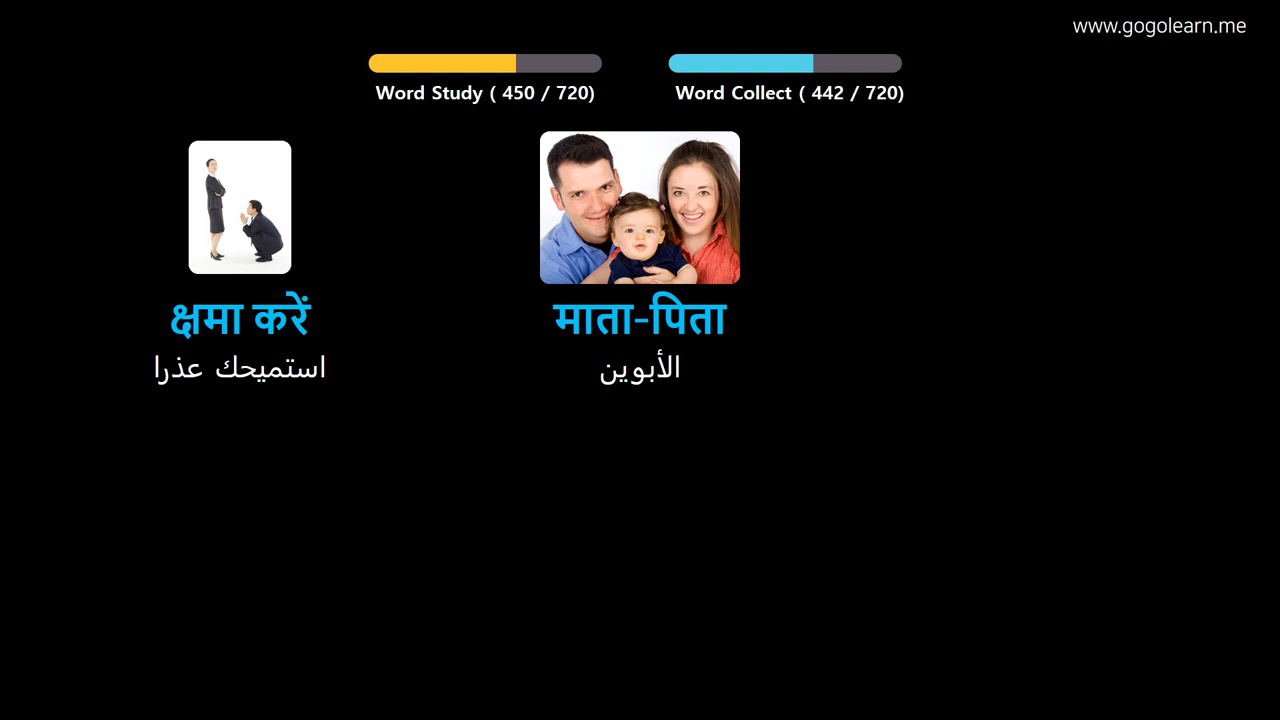 www.gogolearn.me
Word Study ( 450 / 720)
Word Collect ( 442 / 720)
क्षमा करें
استميحك عذرا
माता-पिता
الأبوين